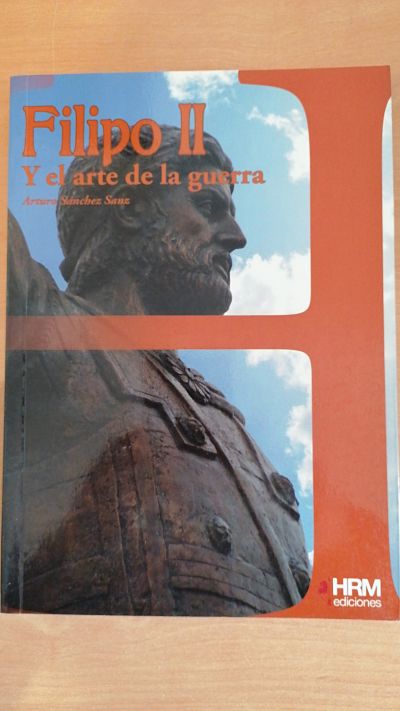 Filipo II
Y el arte de la guerra
Arturo Sánchez Sanz
HRM
ediciones